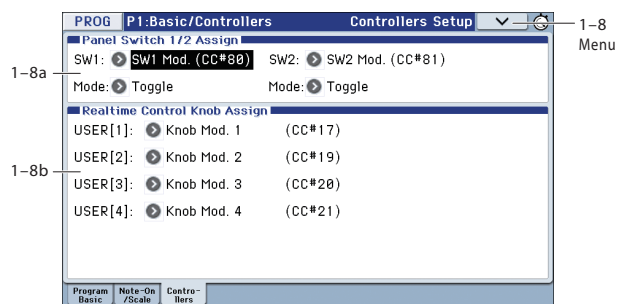 PROG P1:Basic/Controllers Controllers Setup
1–8
Menu
Panel Switch 1/2 Assign
1–8a
SW1: SW1 Mod. (CC#80) SW2: SW2 Mod. (CC#81)
Mode: Toggle Mode: Toggle
Realtime Control Knob Assign
1–8b
USER[1]: Knob Mod. 1 (CC#17)
USER[2]: Knob Mod. 2 (CC#19)
USER[3]: Knob Mod. 3 (CC#20)
USER[4]: Knob Mod. 4 (CC#21)
Program Basic
Note-On /Scale
Contro- llers